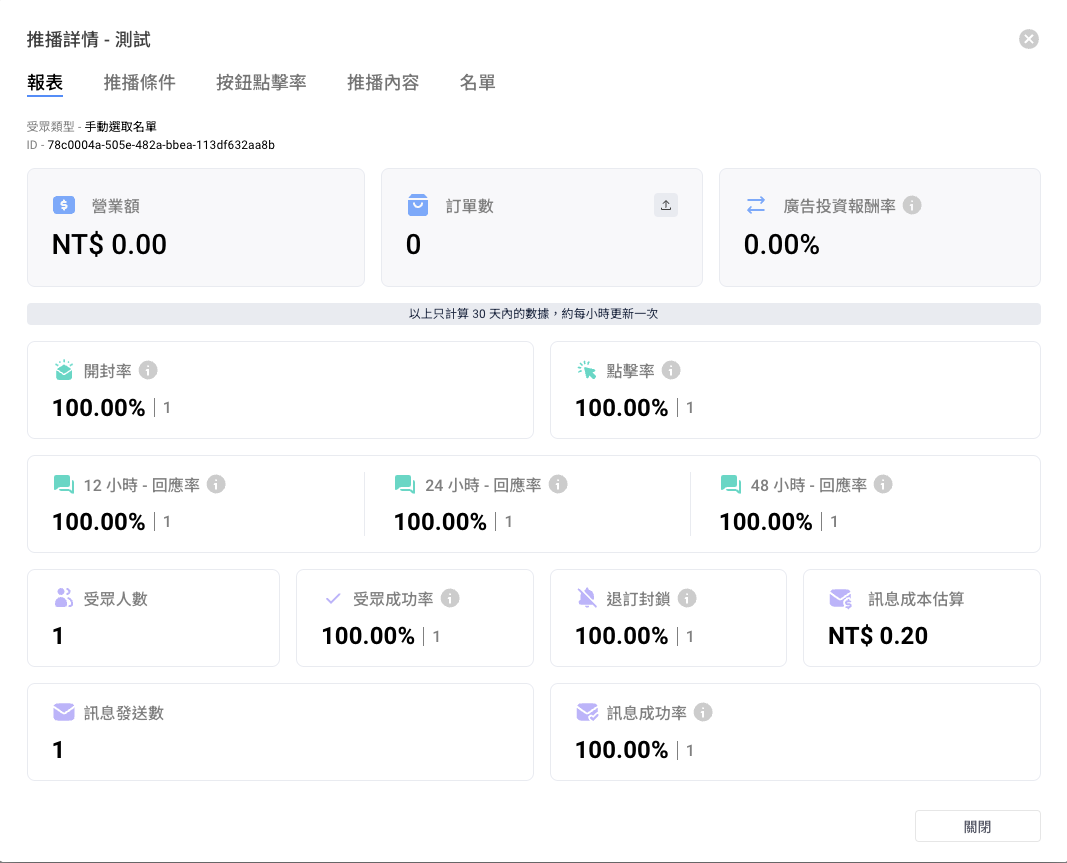 推播詳情 - 測試
報表 推播條件 按鈕點擊率 推播內容 名單
受眾類型 - 手動選取名單
ID - 78c0004a-505e-482a-bbea-113df632aa8b
營業額
NT$ 0.00
訂單數
0
廣告投資報酬率
0.00%
以上只計算 30 天內的數據，約每小時更新一次
開封率
100.00% | 1
點擊率
100.00% | 1
12 小時 - 回應率
100.00% | 1
24 小時 - 回應率
100.00% | 1
48 小時 - 回應率
100.00% | 1
受眾人數
1
受眾成功率
100.00% | 1
退訂封鎖
100.00% | 1
訊息成本估算
NT$ 0.20
訊息發送數
1
訊息成功率
100.00% | 1
關閉